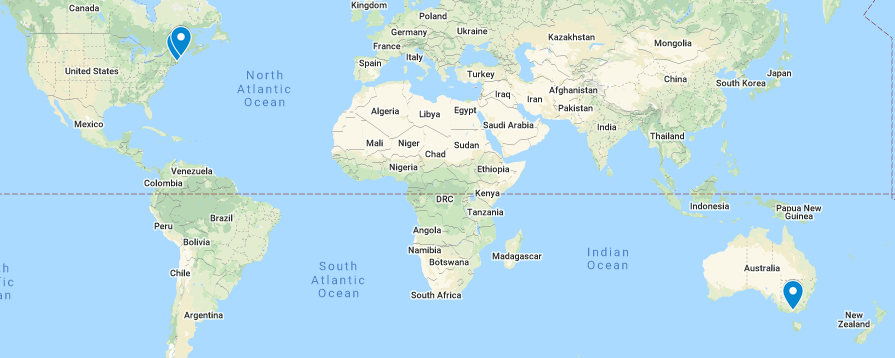 Canada
Kingdom
Poland
Germany
Ukraine
France
Kazakhstan
Mongolia
Italy
Spain
United States
North
Atlantic
Ocean
Turkey
China
Japan
South Korea
Iraq
Iran
Afghanistan
Pakistan
Algeria
Libya
Egypt
Saudi Arabia
Mexico
India
Thailand
Mali
Niger
Chad
Sudan
Nigeria
Ethiopia
Venezuela
Colombia
DRC
Kenya
Indonesia
Papua New
Guinea
Tanzania
Peru
Brazil
Angola
Bolivia
Namibia
Botswana
Madagascar
Indian
Ocean
South
Atlantic
Ocean
Chile
Australia
South Africa
Argentina
New
Zealand
h
ic
an